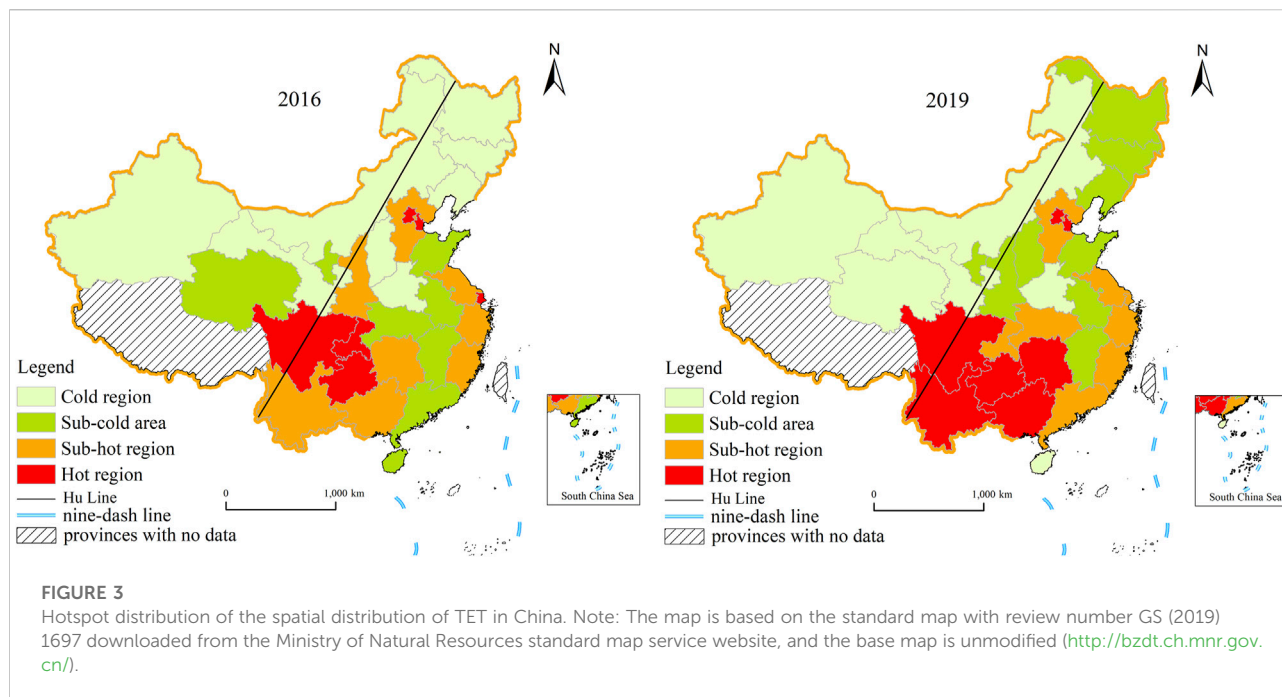 2016
N
Legend
Cold region
Sub-cold area
Sub-hot region
Hot region
Hu Line
nine-dash line
provinces with no data
0 1,000 km
South China Sea
2019
N
Legend
Cold region
Sub-cold area
Sub-hot region
Hot region
Hu Line
nine-dash line
provinces with no data
0 1,000 km
South China Sea
FIGURE 3
Hotspot distribution of the spatial distribution of TET in China. Note: The map is based on the standard map with review number GS (2019)
1697 downloaded from the Ministry of Natural Resources standard map service website, and the base map is unmodified (http://bzdt.ch.mnr.gov.
cn/).